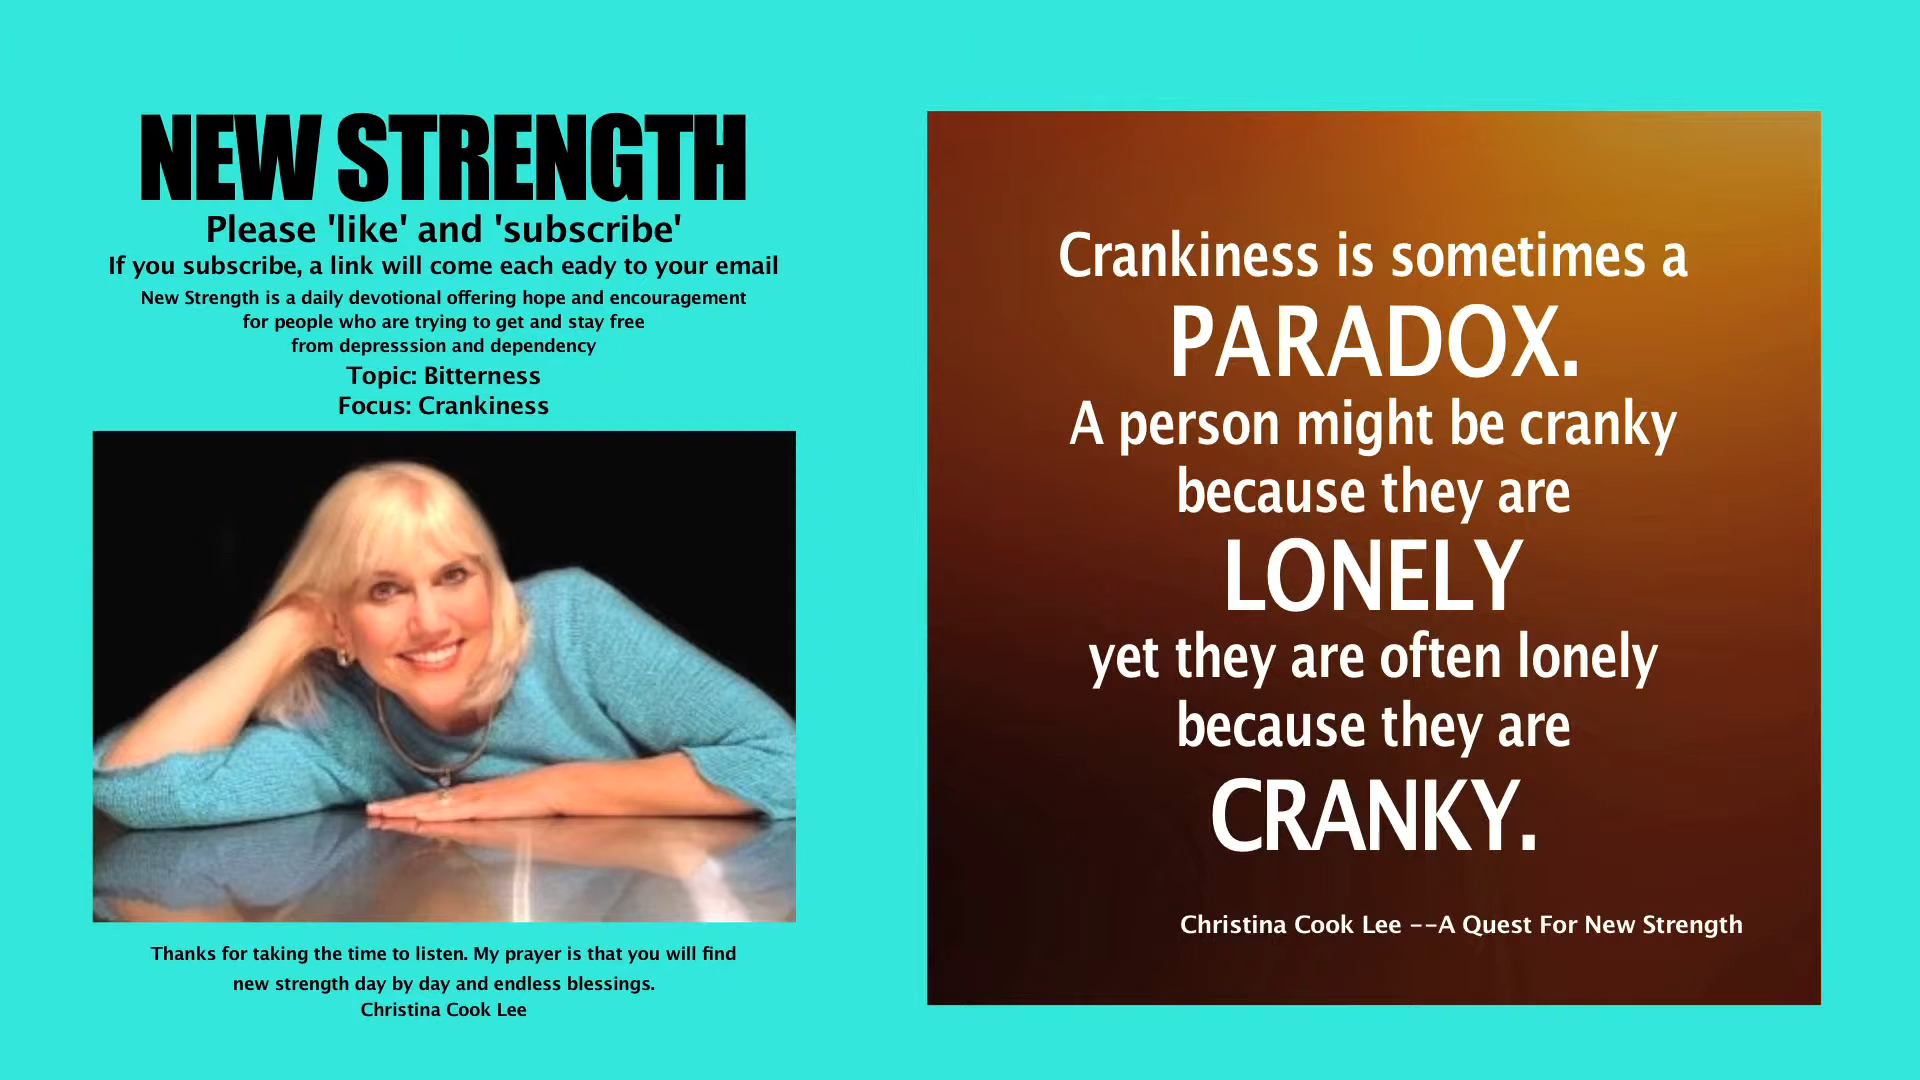 NEW STRENGTH
Please 'like' and 'subscribe'
If you subscribe, a link will come each eady to your email
New Strength is a daily devotional offering hope and encouragement
for people who are trying to get and stay free
from depresssion and dependency
Topic: Bitterness
Focus: Crankiness
Thanks for taking the time to listen. My prayer is that you will find
new strength day by day and endless blessings.
Christina Cook Lee
Crankiness is sometimes a
PARADOX.
A person might be cranky
because they are
LONELY
yet they are often lonely
because they are
CRANKY.
Christina Cook Lee --A Quest For New Strength